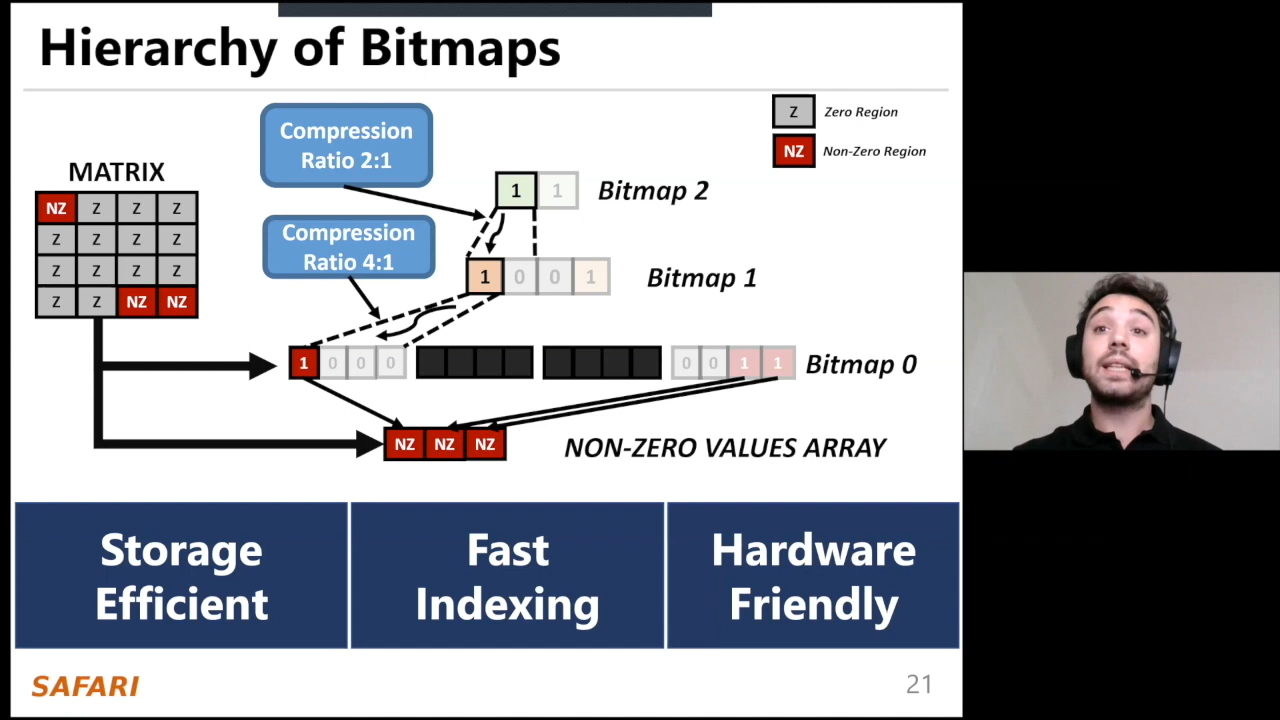 Hierarchy of Bitmaps
Z Zero Region
NZ Non-Zero Region
Compression
Ratio 2:1
MATRIX
NZ Z Z Z
Z Z Z Z
Z Z Z Z
Z Z NZ NZ
1 1 Bitmap 2
Compression
Ratio 4:1
1 0 0 1 Bitmap 1
1 0 0 0 0 0 1 1 Bitmap 0
NZ NZ NZ NON-ZERO VALUES ARRAY
Storage
Efficient
Fast
Indexing
Hardware
Friendly
SAFARI
21